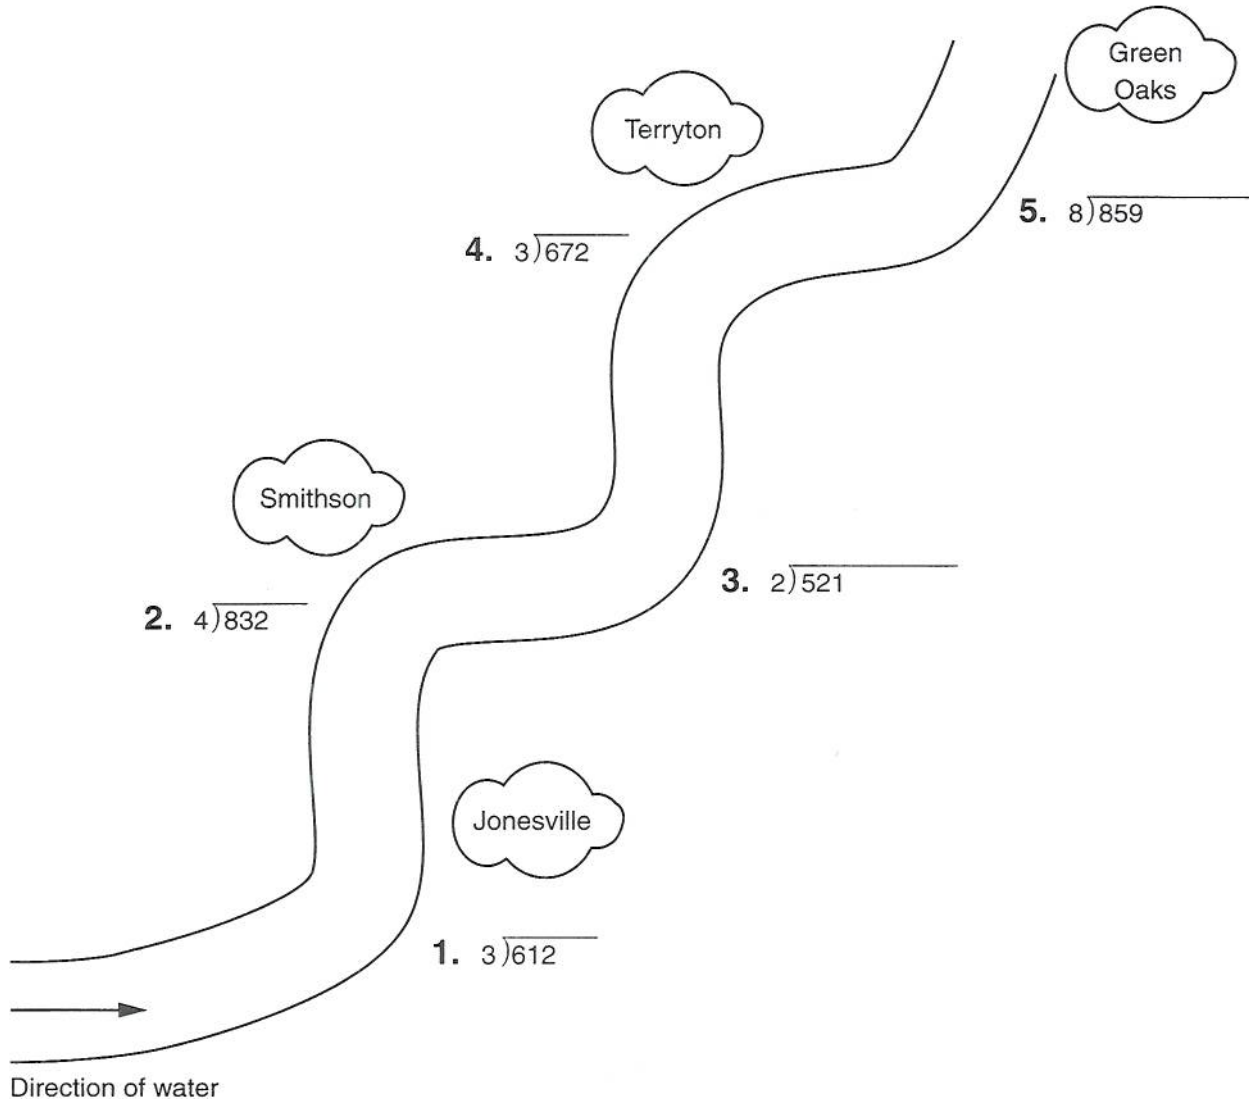 Green
Oaks
Terryton
5. 8)859
4. 3)672
Smithson
3. 2)521
2. 4)832
Jonesville
1. 3)612
Direction of water